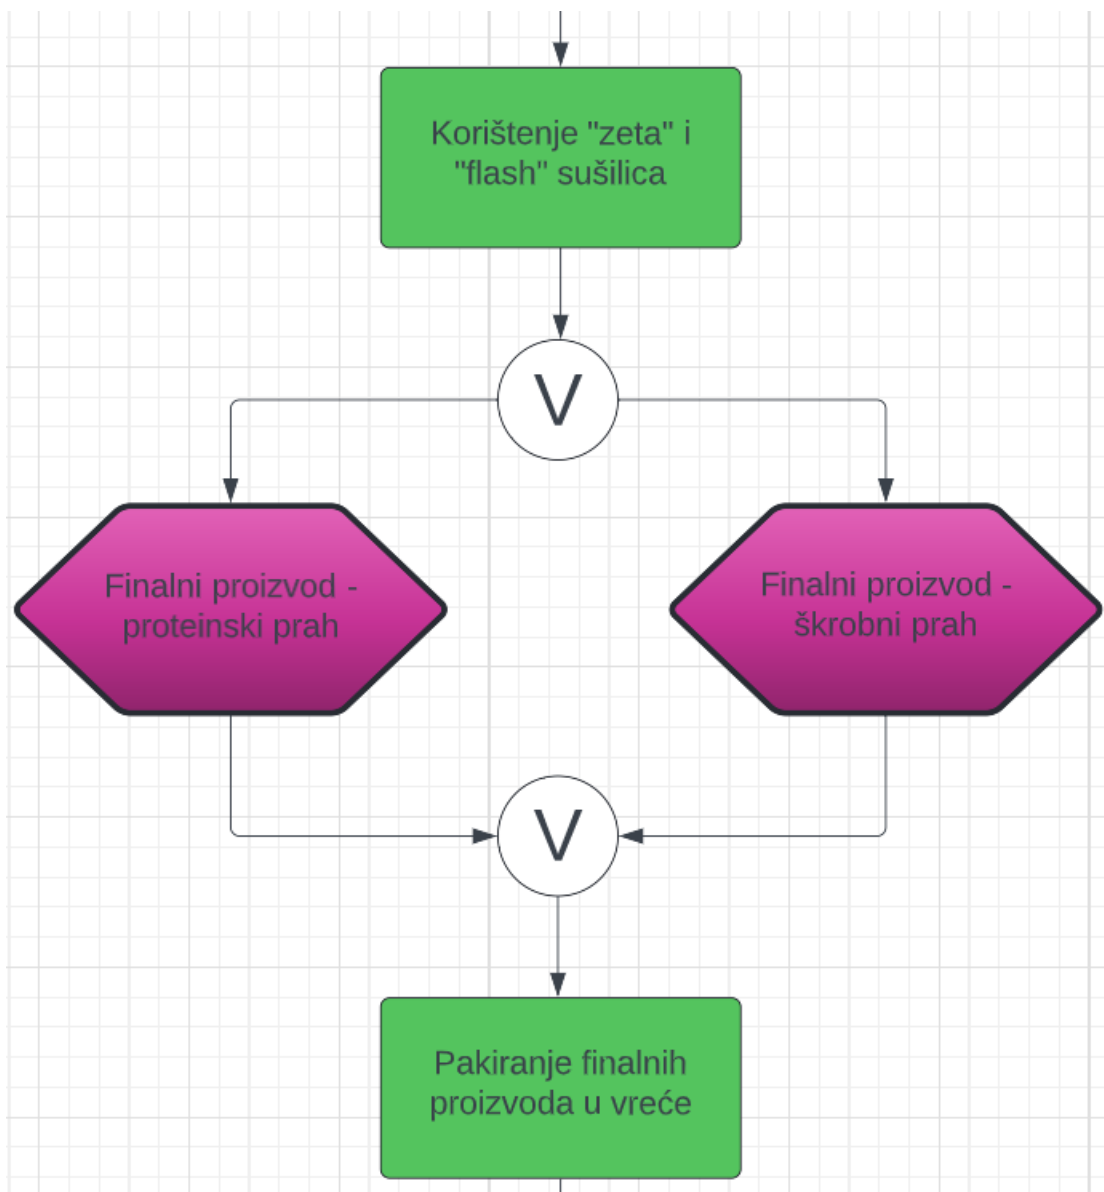 Korištenje "zeta" i
"flash" sušilica
V
Finalni proizvod -
proteinski prah
Finalni proizvod -
škrobni prah
V
Pakiranje finalnih
proizvoda u vreće